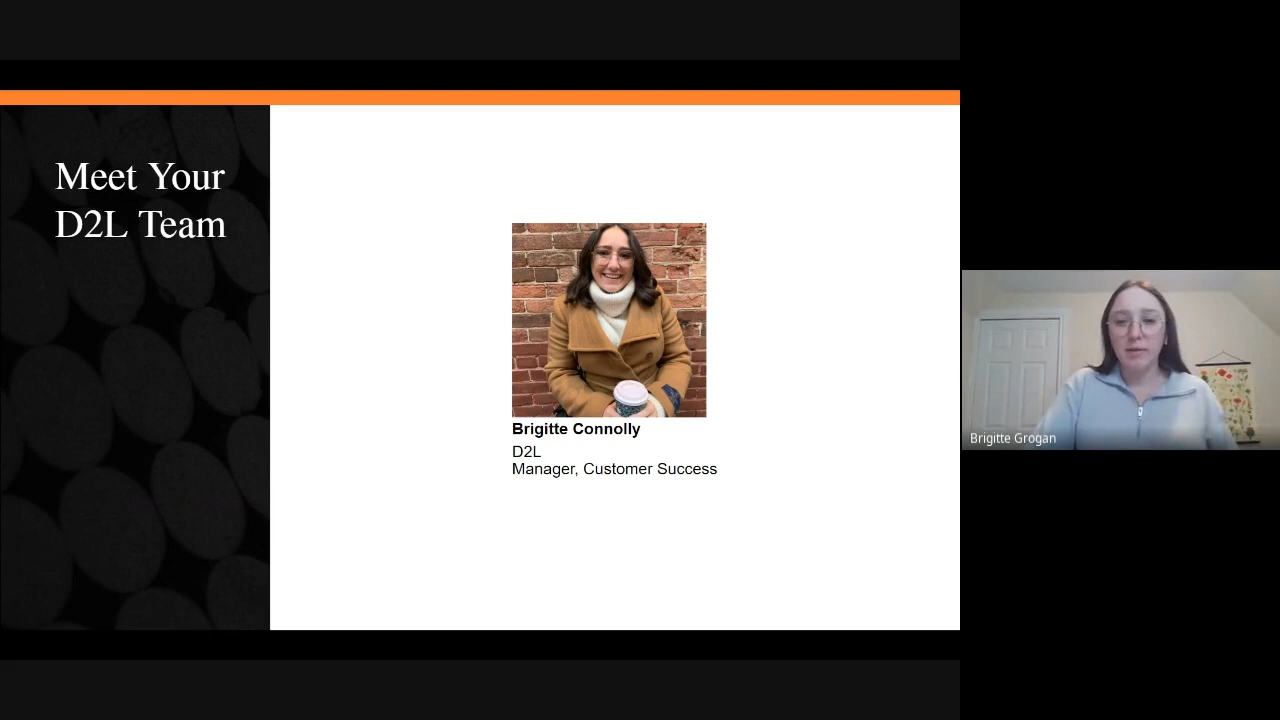 Meet Your
D2L Team
Brigitte Connolly
D2L
Manager, Customer Success
Brigitte Grogan